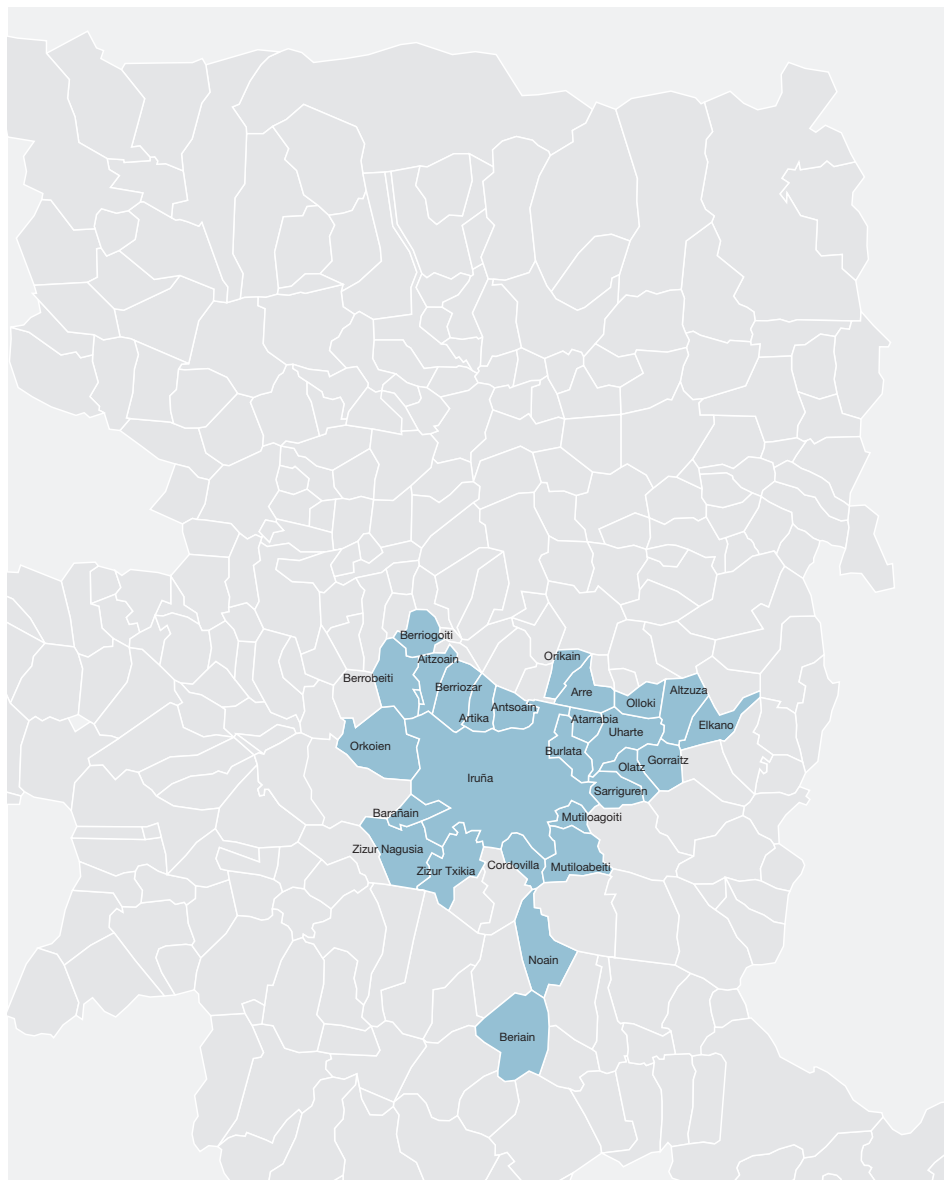 Berriogoiti
Aitzoain
Orikain
Berrobeiti
Berriozar
Arre
Altzuza
Olloki
Antsoain
Artika
Atarrabia
Elkano
Uharte
Orkoien
Burlata
Gorraitz
Olatz
Iruña
Sarriguren
Barañain
Mutiloagoiti
Zizur Nagusia
Cordovilla
Mutiloabeiti
Zizur Txikia
Noain
Beriain